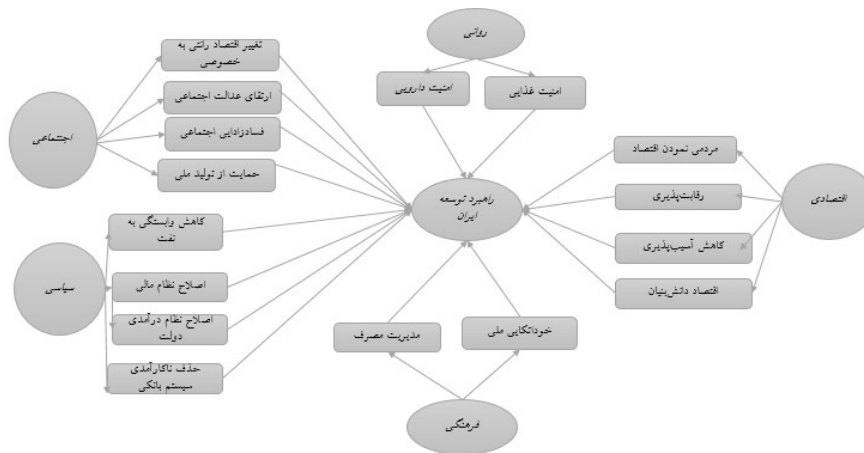 روانی
امنیت غذایی
امنیت دارویی
تغییر اقتصاد رانتی به
خصوصی
ارتقای عدالت اجتماعی
فسادزدایی اجتماعی
حمایت از تولید ملی
اجتماعی
مردمی نمودن اقتصاد
رقابت‌پذیری
کاهش آسیب‌پذیری
اقتصاد دانش‌بنیان
اقتصادی
راهبرد توسعه
ایران
کاهش وابستگی به
نفت
اصلاح نظام مالی
اصلاح نظام درآمدی
دولت
حذف ناکارآمدی
سیستم بانکی
سیاسی
خوداتکایی ملی
مدیریت مصرف
فرهنگی